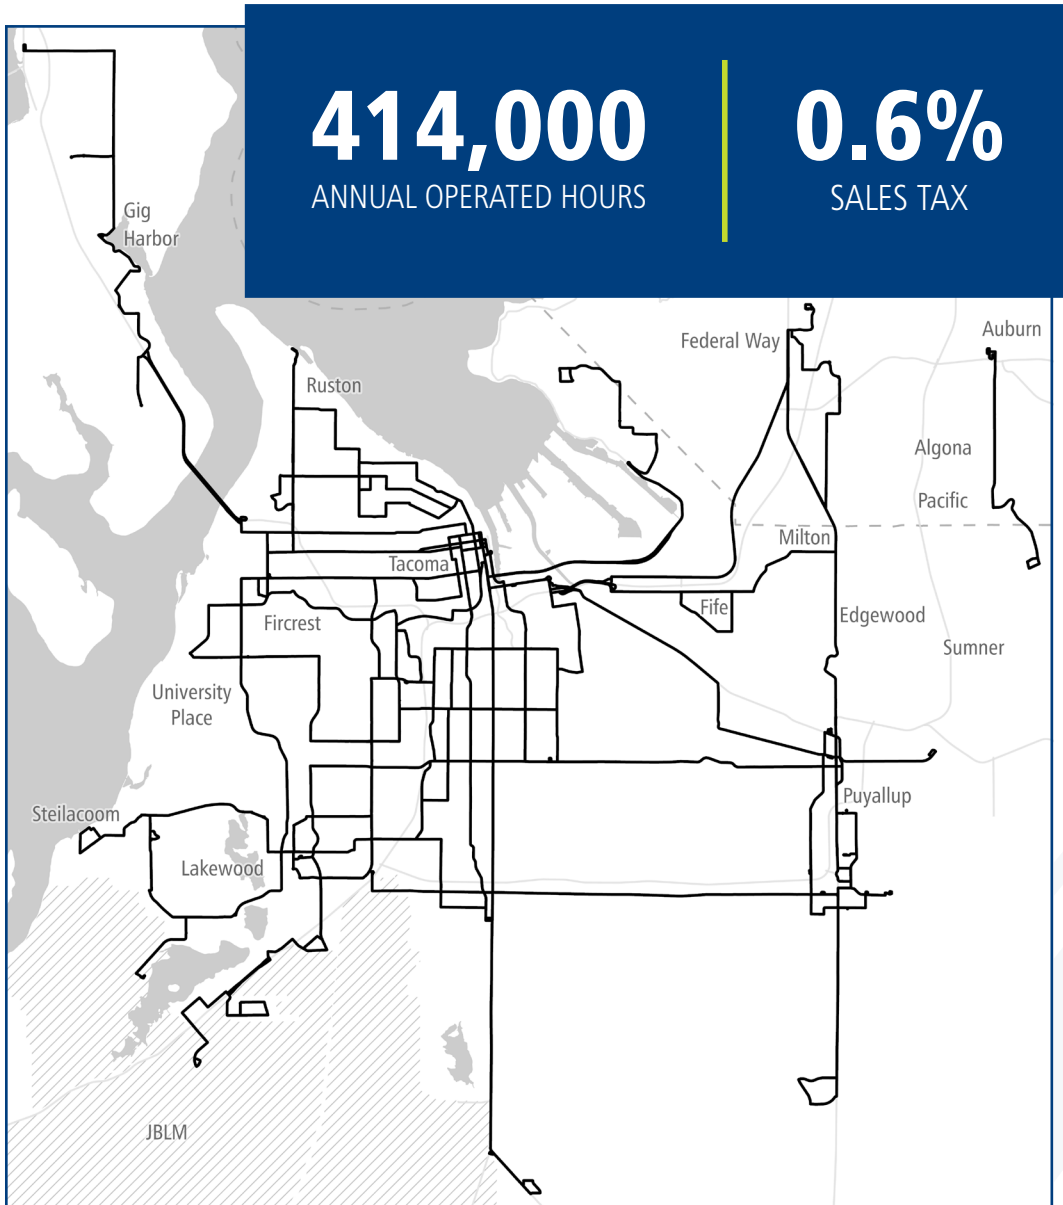 414,000
ANNUAL OPERATED HOURS
0.6%
SALES TAX
Gig
Harbor
Federal Way
Auburn
Ruston
Algona
Pacific
Milton
Tacoma
Fife
Edgewood
Fircrest
Sumner
University
Place
Puyallup
Steilacoom
Lakewood
JBLM